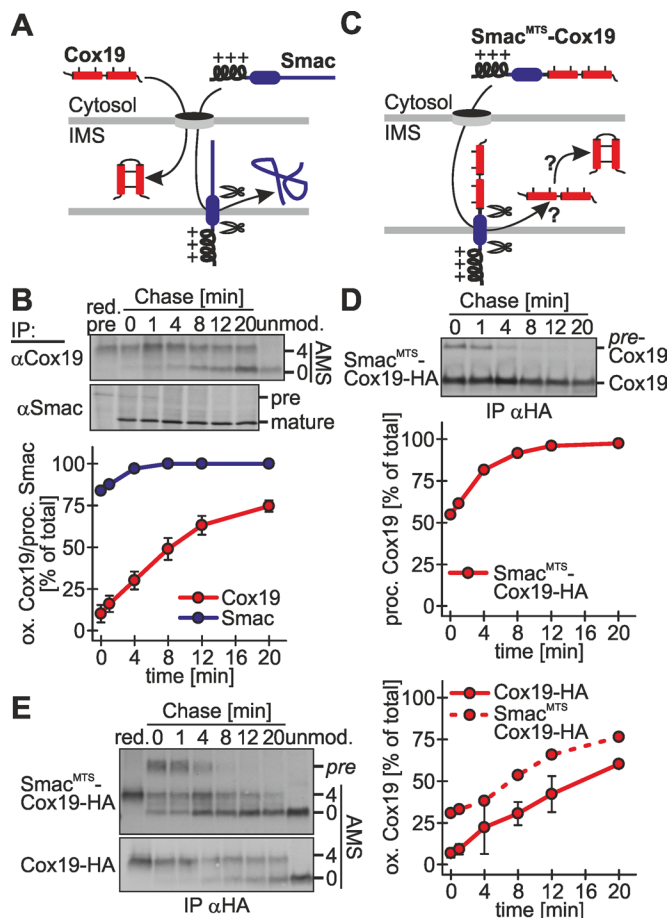 A
Cox19
+++
Smac
Cytosol
IMS
+++
C
Smac^MTS-Cox19
+++
Cytosol
IMS
?
?
+++
B
red.
Chase [min]
IP:
pre 0 1 4 8 12 20 unmod.
αCox19
4
0
AMS
αSmac
pre
mature
ox. Cox19/proc. Smac
[% of total]
100
75
50
25
0
Cox19
Smac
0 4 8 12 16 20
time [min]
D
Chase [min]
0 1 4 8 12 20
Smac^MTS-
Cox19-HA
pre-
Cox19
Cox19
IP αHA
proc. Cox19 [% of total]
100
75
50
25
0
Smac^MTS-
Cox19-HA
0 4 8 12 16 20
time [min]
E
Chase [min]
red. 0 1 4 8 12 20 unmod.
Smac^MTS-
Cox19-HA
pre
4
0
Cox19-HA
4
0
AMS
IP αHA
ox. Cox19 [% of total]
100
75
50
25
0
Cox19-HA
Smac^MTS
Cox19-HA
0 4 8 12 16 20
time [min]